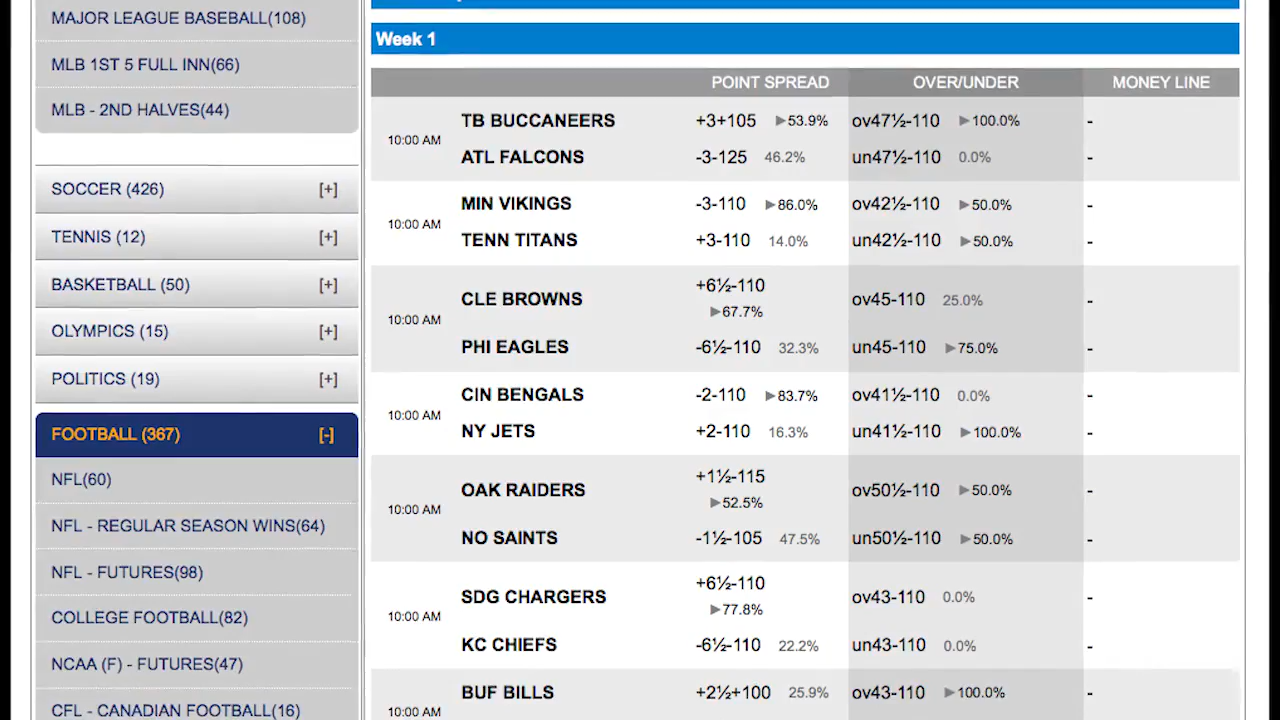 MAJOR LEAGUE BASEBALL(108)
MLB 1ST 5 FULL INN(66)
MLB - 2ND HALVES(44)
SOCCER (426) [+]
TENNIS (12) [+]
BASKETBALL (50) [+]
OLYMPICS (15) [+]
POLITICS (19) [+]
FOOTBALL (367) [-]
NFL(60)
NFL - REGULAR SEASON WINS(64)
NFL - FUTURES(98)
COLLEGE FOOTBALL(82)
NCAA (F) - FUTURES(47)
CFL - CANADIAN FOOTBALL(16)
Week 1
POINT SPREAD OVER/UNDER MONEY LINE
TB BUCCANEERS +3+105 ▶53.9% ov47½-110 ▶100.0% -
10:00 AM
ATL FALCONS -3-125 46.2% un47½-110 0.0% -
MIN VIKINGS -3-110 ▶86.0% ov42½-110 ▶50.0% -
10:00 AM
TENN TITANS +3-110 14.0% un42½-110 ▶50.0% -
+6½-110
CLE BROWNS ov45-110 25.0% -
▶67.7%
10:00 AM
PHI EAGLES -6½-110 32.3% un45-110 ▶75.0% -
CIN BENGALS -2-110 ▶83.7% ov41½-110 0.0% -
10:00 AM
NY JETS +2-110 16.3% un41½-110 ▶100.0% -
+1½-115
OAK RAIDERS ov50½-110 ▶50.0% -
▶52.5%
10:00 AM
NO SAINTS -1½-105 47.5% un50½-110 ▶50.0% -
+6½-110
SDG CHARGERS ov43-110 0.0% -
▶77.8%
10:00 AM
KC CHIEFS -6½-110 22.2% un43-110 0.0% -
BUF BILLS +2½+100 25.9% ov43-110 ▶100.0% -
10:00 AM